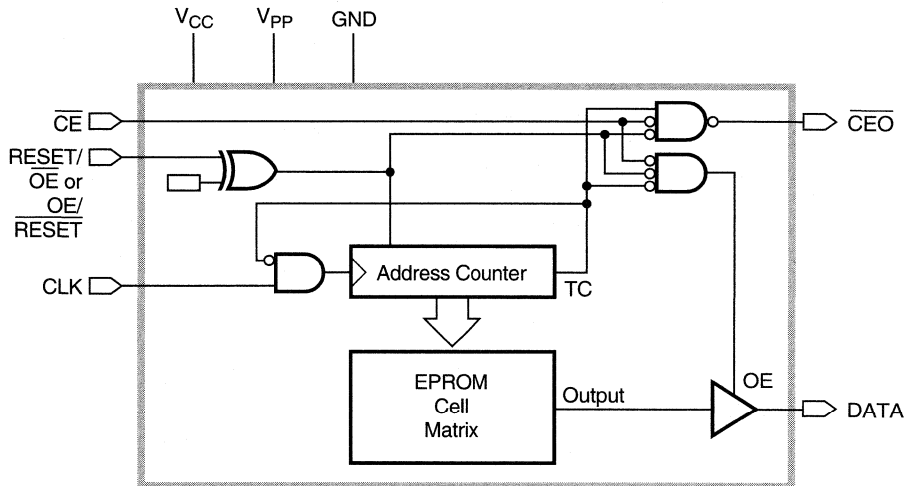 VCC
VPP
GND
CE
CEO
RESET/
OE or
OE/
RESET
CLK
Address Counter
TC
EPROM
Cell
Matrix
Output
OE
DATA